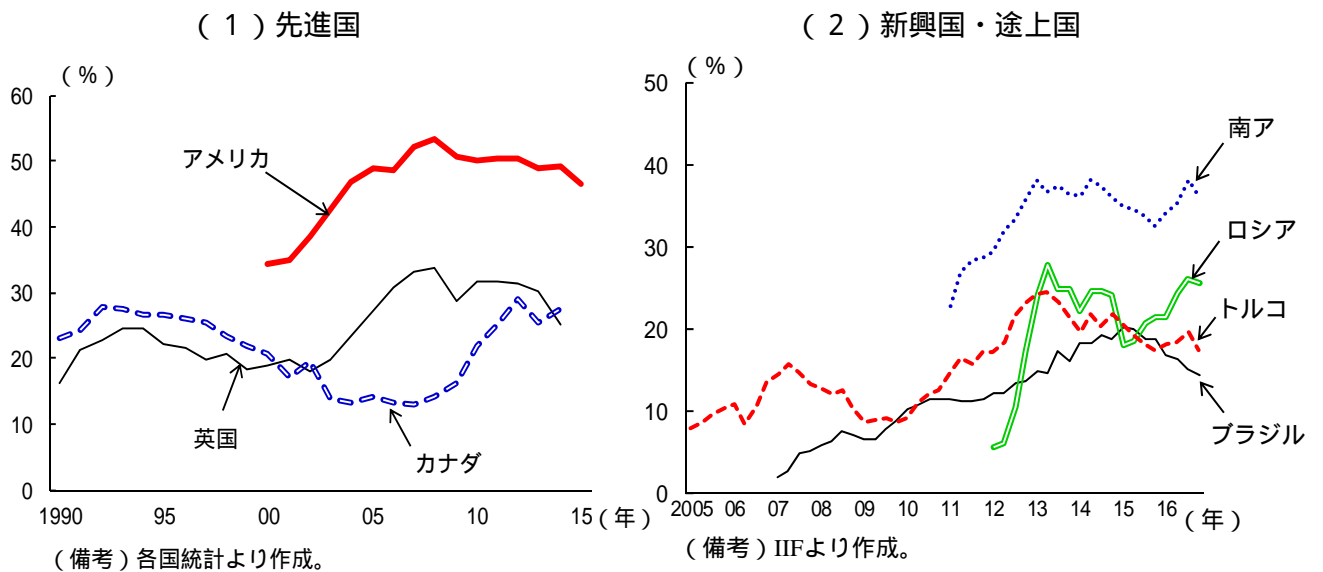 (1)先進国
(%)
60
50
40
30
20
10
0
アメリカ
英国
カナダ
1990 95 00 05 10 15 (年)
(備考)各国統計より作成。
(2)新興国・途上国
(%)
50
40
30
20
10
0
南ア
ロシア
トルコ
ブラジル
2005 06 07 08 09 10 11 12 13 14 15 16 (年)
(備考)IIFより作成。